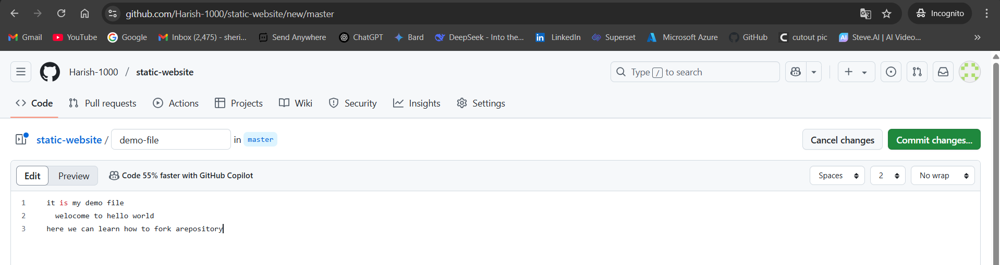 github.com/Harish-1000/static-website/new/master
Incognito
Gmail YouTube Google Inbox (2,475) - sheri... Send Anywhere ChatGPT Bard DeepSeek - Into the... LinkedIn Superset Microsoft Azure GitHub cutout pic Steve.AI | AI Video... »
Harish-1000 / static-website
Type / to search
Code Pull requests Actions Projects Wiki Security Insights Settings
static-website / demo-file in master
Cancel changes Commit changes...
Edit Preview Code 55% faster with GitHub Copilot
Spaces 2 No wrap
1 it is my demo file
2 welocome to hello world
3 here we can learn how to fork arepository